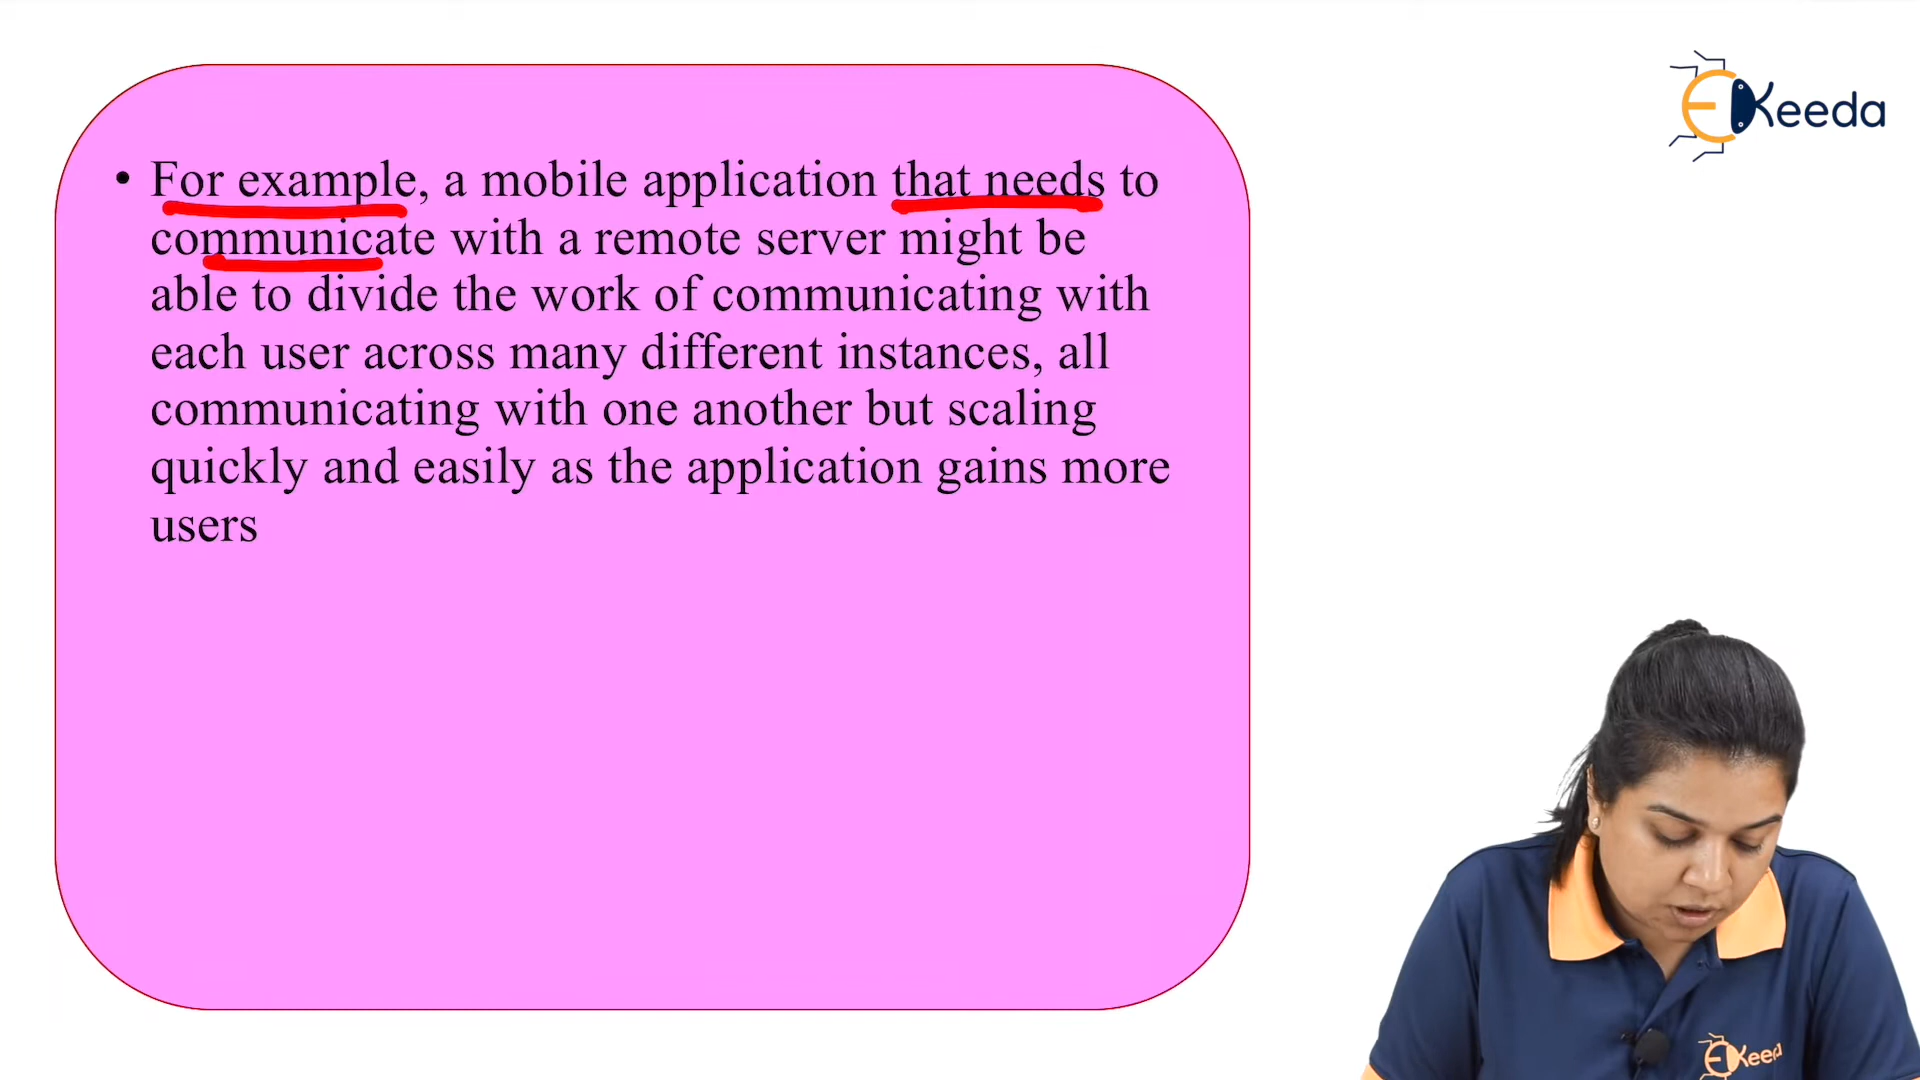 EKeeda
• For example, a mobile application that needs to
communicate with a remote server might be
able to divide the work of communicating with
each user across many different instances, all
communicating with one another but scaling
quickly and easily as the application gains more
users
EKeeda